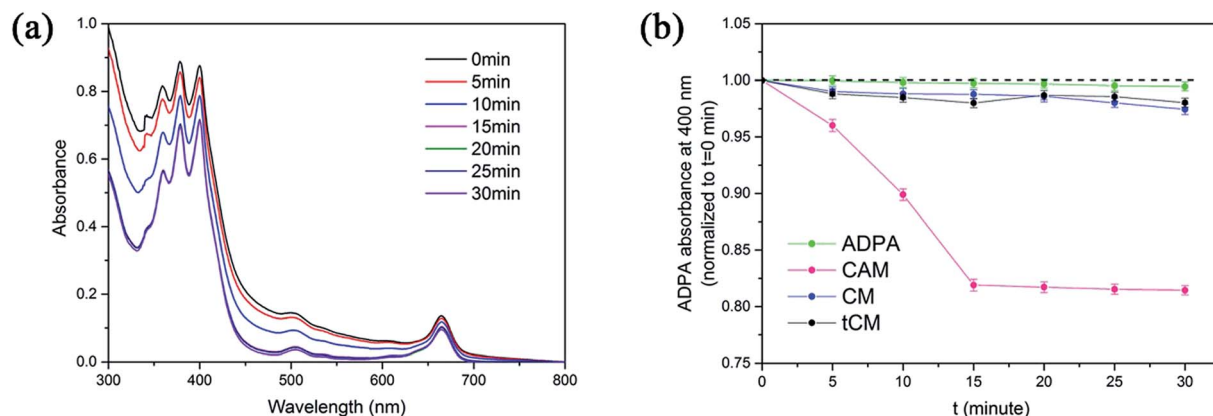 (a)
1.0
0.8
0.6
0.4
0.2
0.0
Absorbance
300
400
500
600
700
800
Wavelength (nm)
0min
5min
10min
15min
20min
25min
30min
(b)
1.05
1.00
0.95
0.90
0.85
0.80
0.75
ADPA absorbance at 400 nm
(normalized to t=0 min)
0
5
10
15
20
25
30
t (minute)
ADPA
CAM
CM
tCM